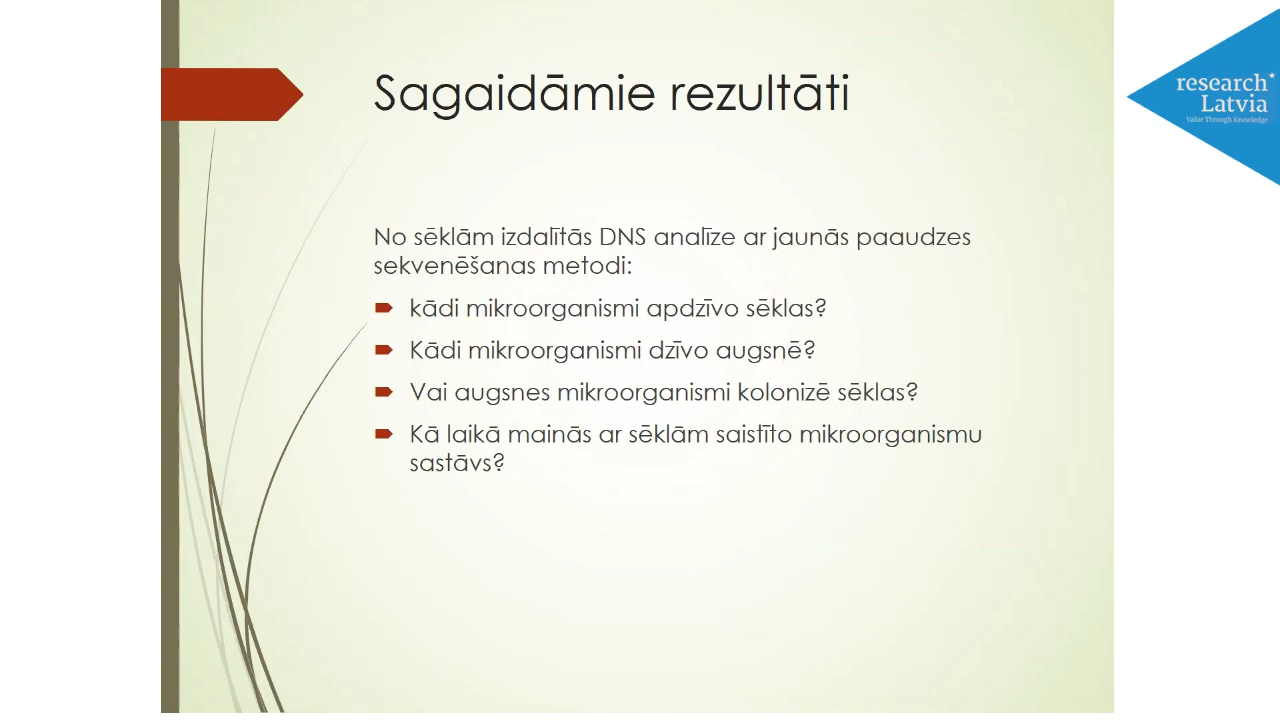 Sagaidāmie rezultāti
research
Latvia
Value Through Knowledge
No sēklām izdalītās DNS analīze ar jaunās paaudzes
sekvenēšanas metodi:
kādi mikroorganismi apdzīvo sēklas?
Kādi mikroorganismi dzīvo augsnē?
Vai augsnes mikroorganismi kolonizē sēklas?
Kā laikā mainās ar sēklām saistīto mikroorganismu
sastāvs?